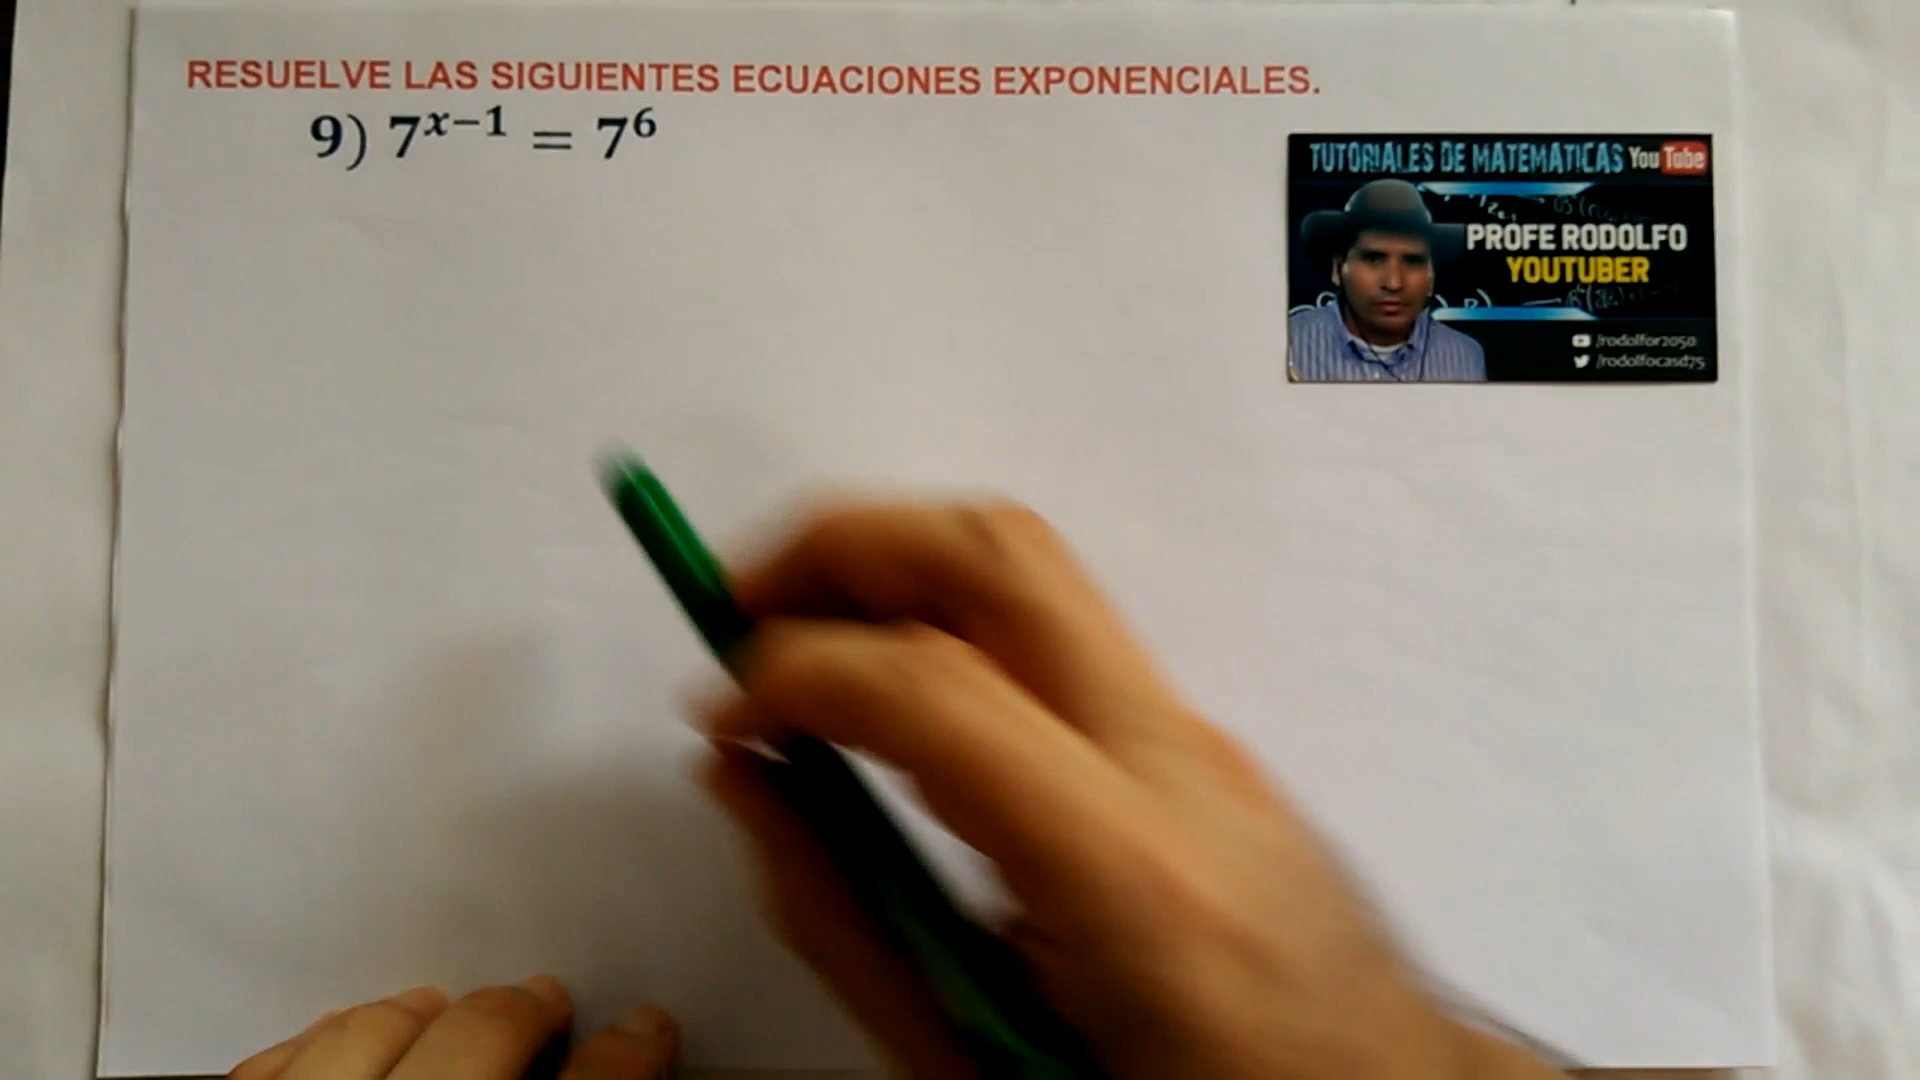 RESUELVE LAS SIGUIENTES ECUACIONES EXPONENCIALES.
9) 7^{x-1} = 7^6
TUTORIALES DE MATEMATICAS YouTube
PROFE RODOLFO
YOUTUBER
/rodolfor2050
/rodolfocasd75